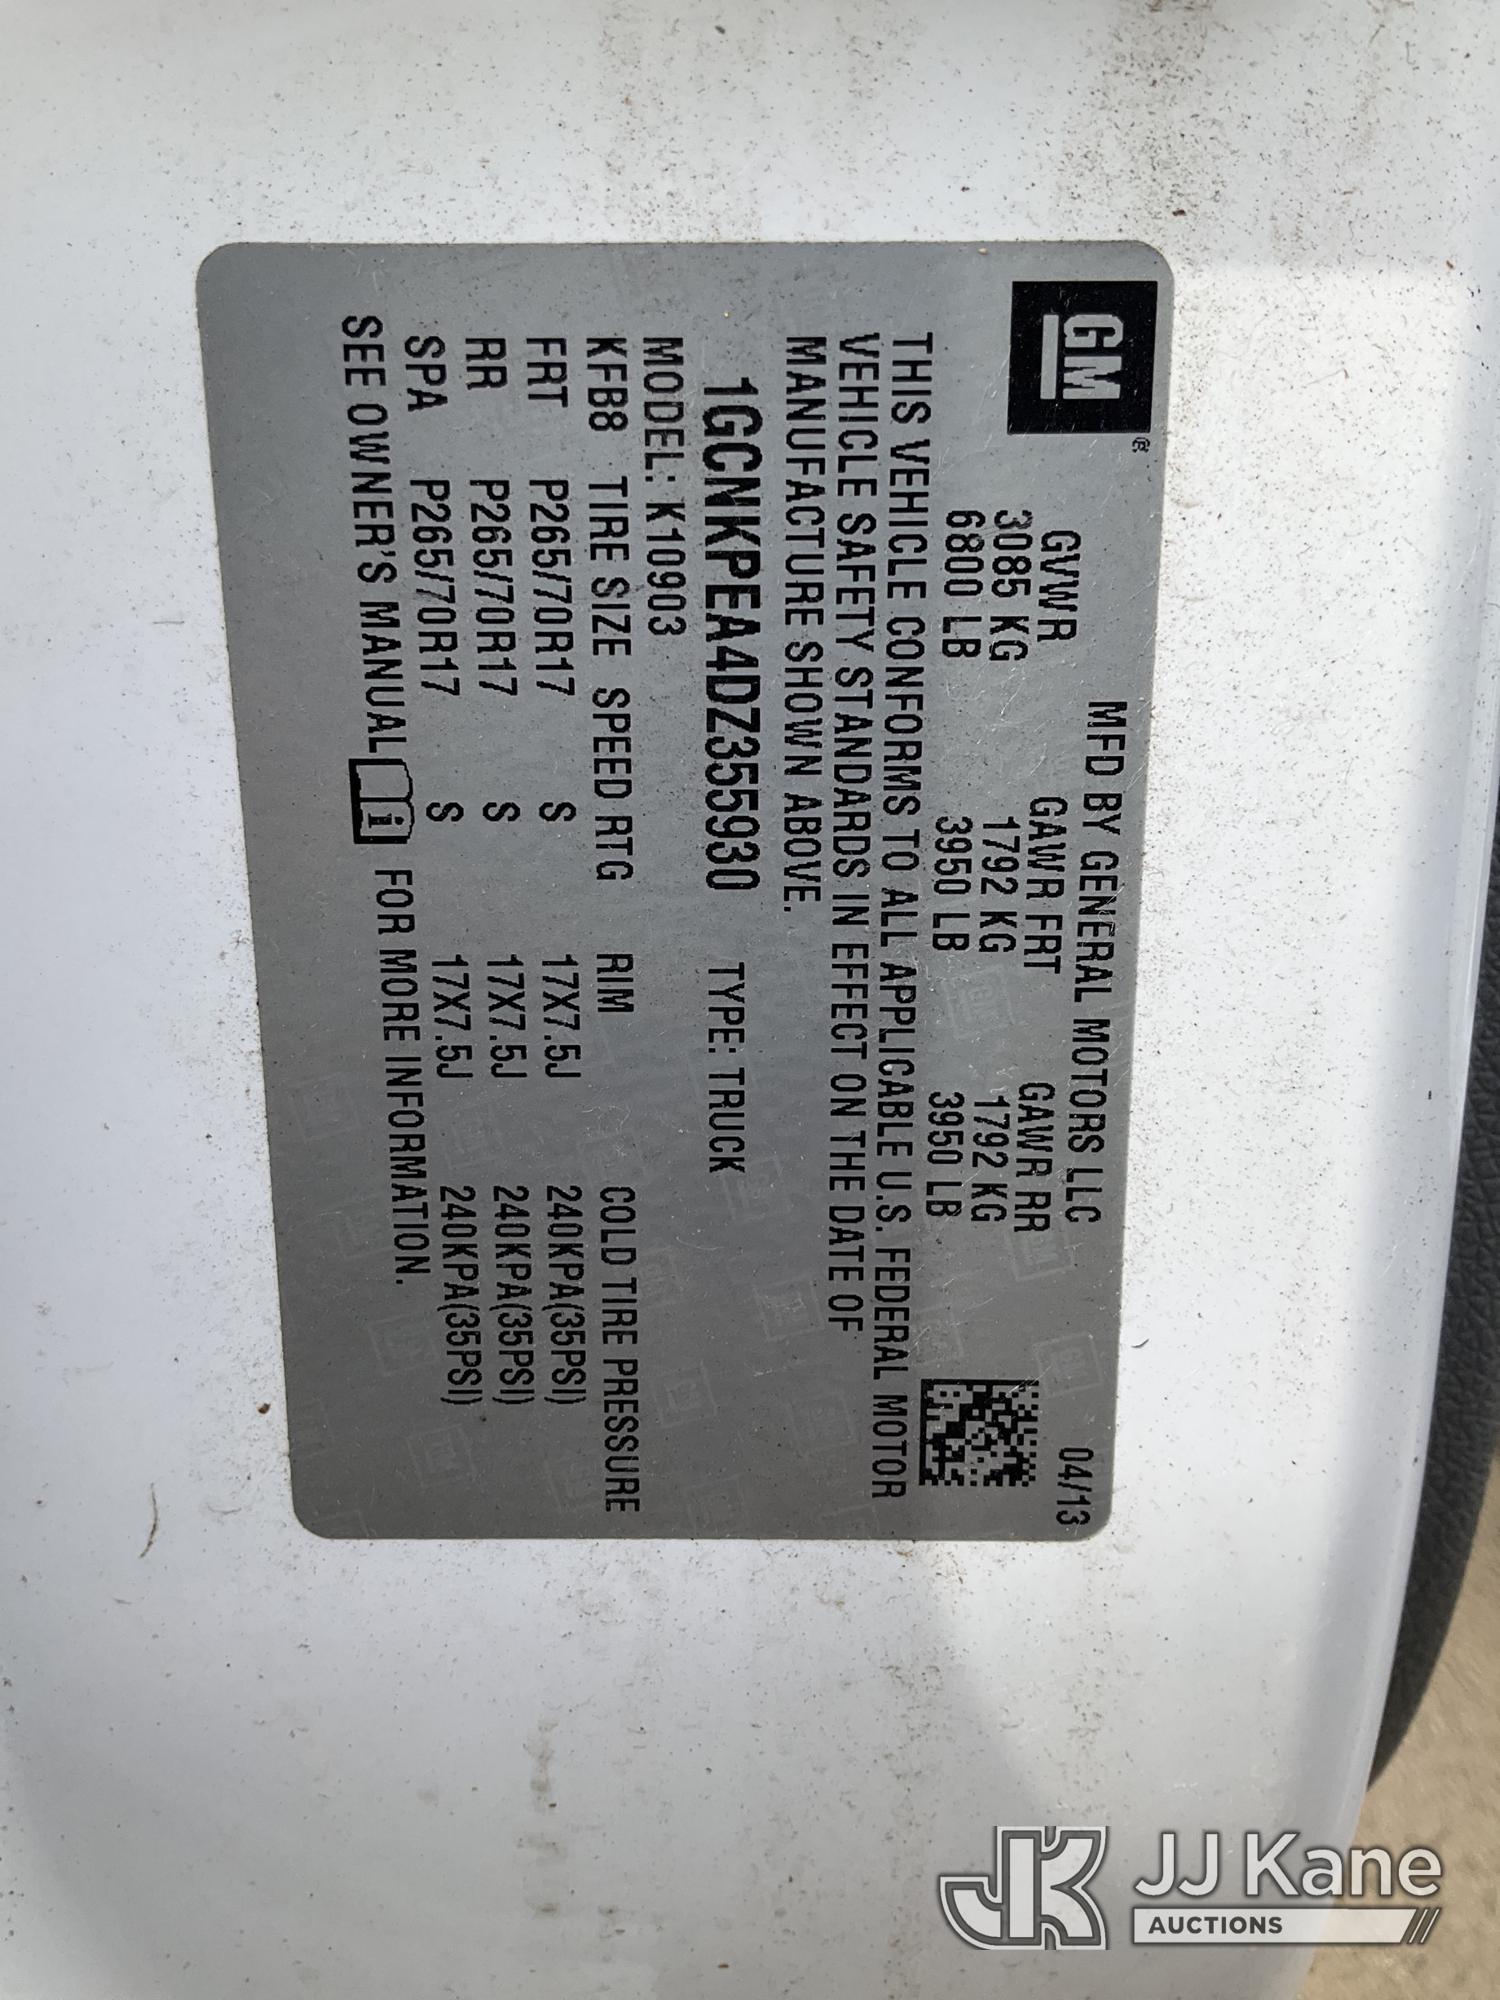 GM®
MFD BY GENERAL MOTORS LLC 04/13
GVWR GAWR FRT GAWR RR
3085 KG 1792 KG 1792 KG
6800 LB 3950 LB 3950 LB
THIS VEHICLE CONFORMS TO ALL APPLICABLE U.S. FEDERAL MOTOR
VEHICLE SAFETY STANDARDS IN EFFECT ON THE DATE OF
MANUFACTURE SHOWN ABOVE.
1GCNKPEA4DZ355930 TYPE: TRUCK
MODEL: K10903
KFB8 TIRE SIZE SPEED RTG RIM COLD TIRE PRESSURE
FRT P265/70R17 S 17X7.5J 240KPA(35PSI)
RR P265/70R17 S 17X7.5J 240KPA(35PSI)
SPA P265/70R17 S 17X7.5J 240KPA(35PSI)
SEE OWNER'S MANUAL i FOR MORE INFORMATION.
JK JJ Kane
AUCTIONS